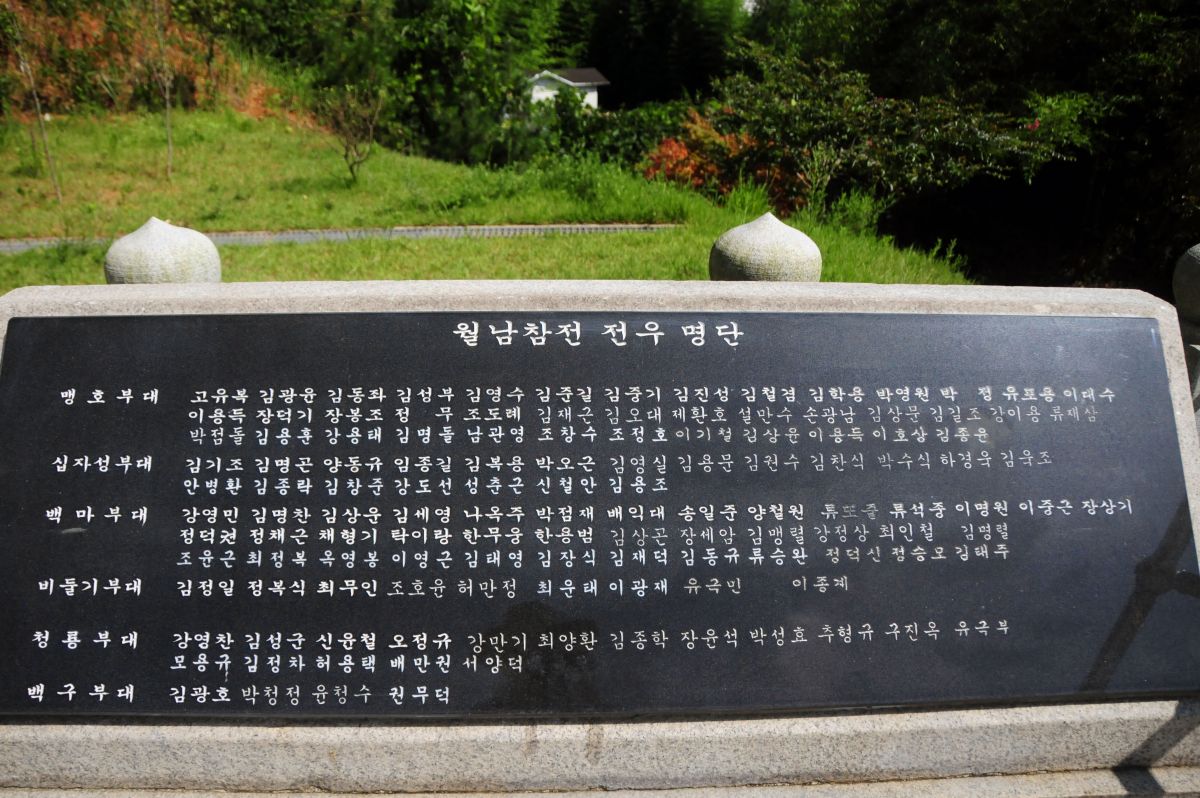 월남참전 전우 명단
맹호부대 고유복 김광윤 김동좌 김성부 김영수 김준길 김중기 김진성 김철겸 김학용 박영원 박 정 유포용 이대수
이용득 장덕기 장봉조 정 무 조도례 김재근 김오대 제환호 설만수 손광남 김상문 김길조 강이용 류재삼
박점돌 김용훈 강용태 김명돌 남관영 조창수 조정호 이기철 김상윤 이용득 이호상 김종윤
십자성부대 김기조 김명곤 양동규 임종길 김복용 박오근 김영실 김용문 김원수 김찬식 박수식 하경욱 김욱조
안병환 김종락 김창준 강도선 성춘근 신철안 김용조
백마부대 강영민 김명찬 김상운 김세영 나옥주 박점재 배익대 송일준 양철원 류또줄 류석중 이명원 이중근 장상기
정덕권 정채근 채형기 타이랑 한무웅 한용범 김상곤 장세암 김맹렬 강정상 최인철 김명렬
조윤근 최정복 옥영봉 이영근 김태영 김장식 김재덕 김동규 류승완 정덕신 정승모 김태주
비들기부대 김정일 정복식 최무인 조호윤 허만정 최운태 이광재 유극민 이종계
청룡부대 강영찬 김성군 신윤철 오정규 강만기 최양환 김종학 장윤석 박성효 추형규 구진옥 유극부
모용규 김정차 허용택 배만권 서양덕
백구부대 김광호 박청정 윤청수 권무덕